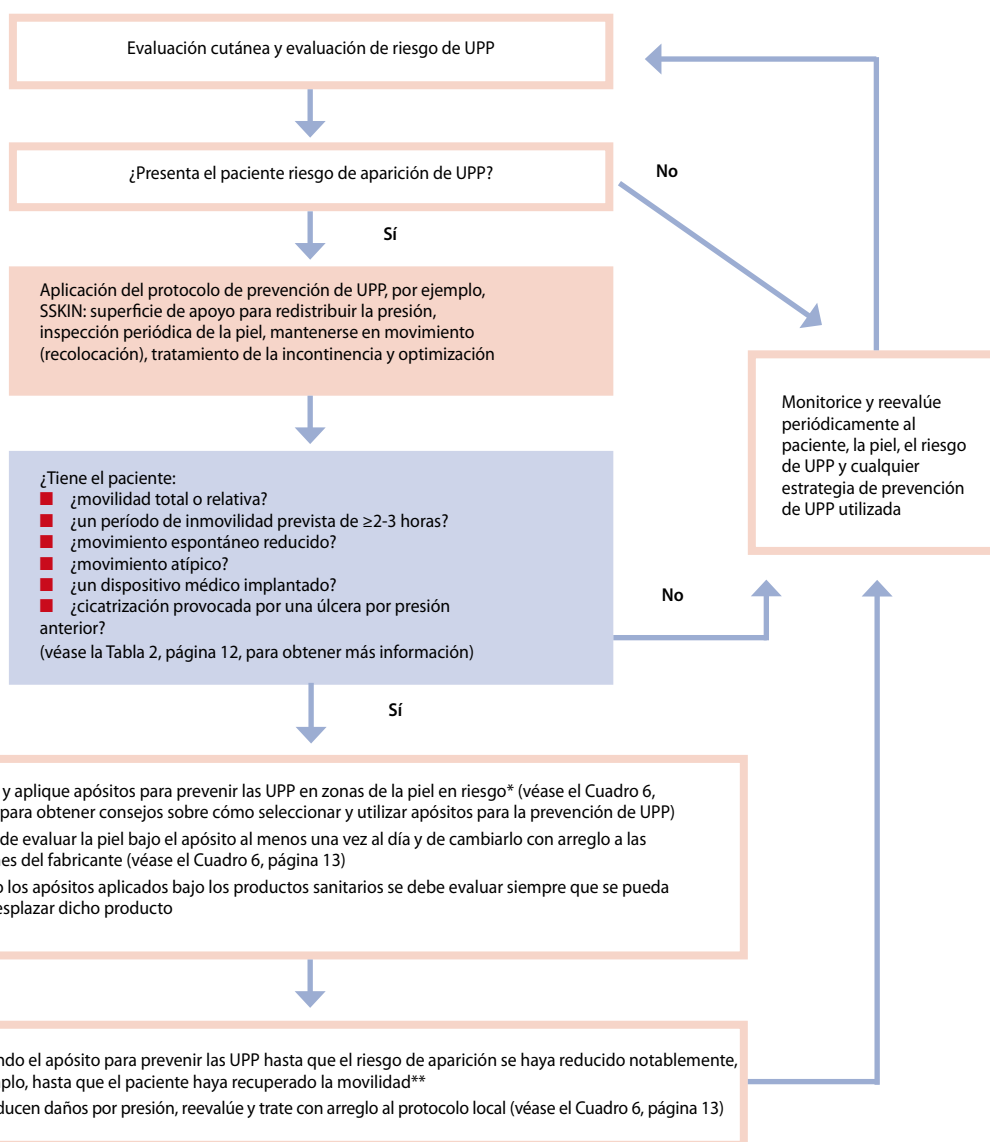 Evaluación cutánea y evaluación de riesgo de UPP
¿Presenta el paciente riesgo de aparición de UPP?
No
Sí
Aplicación del protocolo de prevención de UPP, por ejemplo,
SSKIN: superficie de apoyo para redistribuir la presión,
inspección periódica de la piel, mantenerse en movimiento
(recolocación), tratamiento de la incontinencia y optimización
Monitorice y reevalúe
periódicamente al
paciente, la piel, el riesgo
de UPP y cualquier
estrategia de prevención
de UPP utilizada
¿Tiene el paciente:
¿movilidad total o relativa?
¿un período de inmovilidad prevista de ≥2-3 horas?
¿movimiento espontáneo reducido?
¿movimiento atípico?
¿un dispositivo médico implantado?
¿cicatrización provocada por una úlcera por presión
anterior?
(véase la Tabla 2, página 12, para obtener más información)
No
Sí
y aplique apósitos para prevenir las UPP en zonas de la piel en riesgo* (véase el Cuadro 6,
para obtener consejos sobre cómo seleccionar y utilizar apósitos para la prevención de UPP)
de evaluar la piel bajo el apósito al menos una vez al día y de cambiarlo con arreglo a las
nes del fabricante (véase el Cuadro 6, página 13)
o los apósitos aplicados bajo los productos sanitarios se debe evaluar siempre que se pueda
esplazar dicho producto
ndo el apósito para prevenir las UPP hasta que el riesgo de aparición se haya reducido notablemente,
mplo, hasta que el paciente haya recuperado la movilidad**
ducen daños por presión, reevalúe y trate con arreglo al protocolo local (véase el Cuadro 6, página 13)